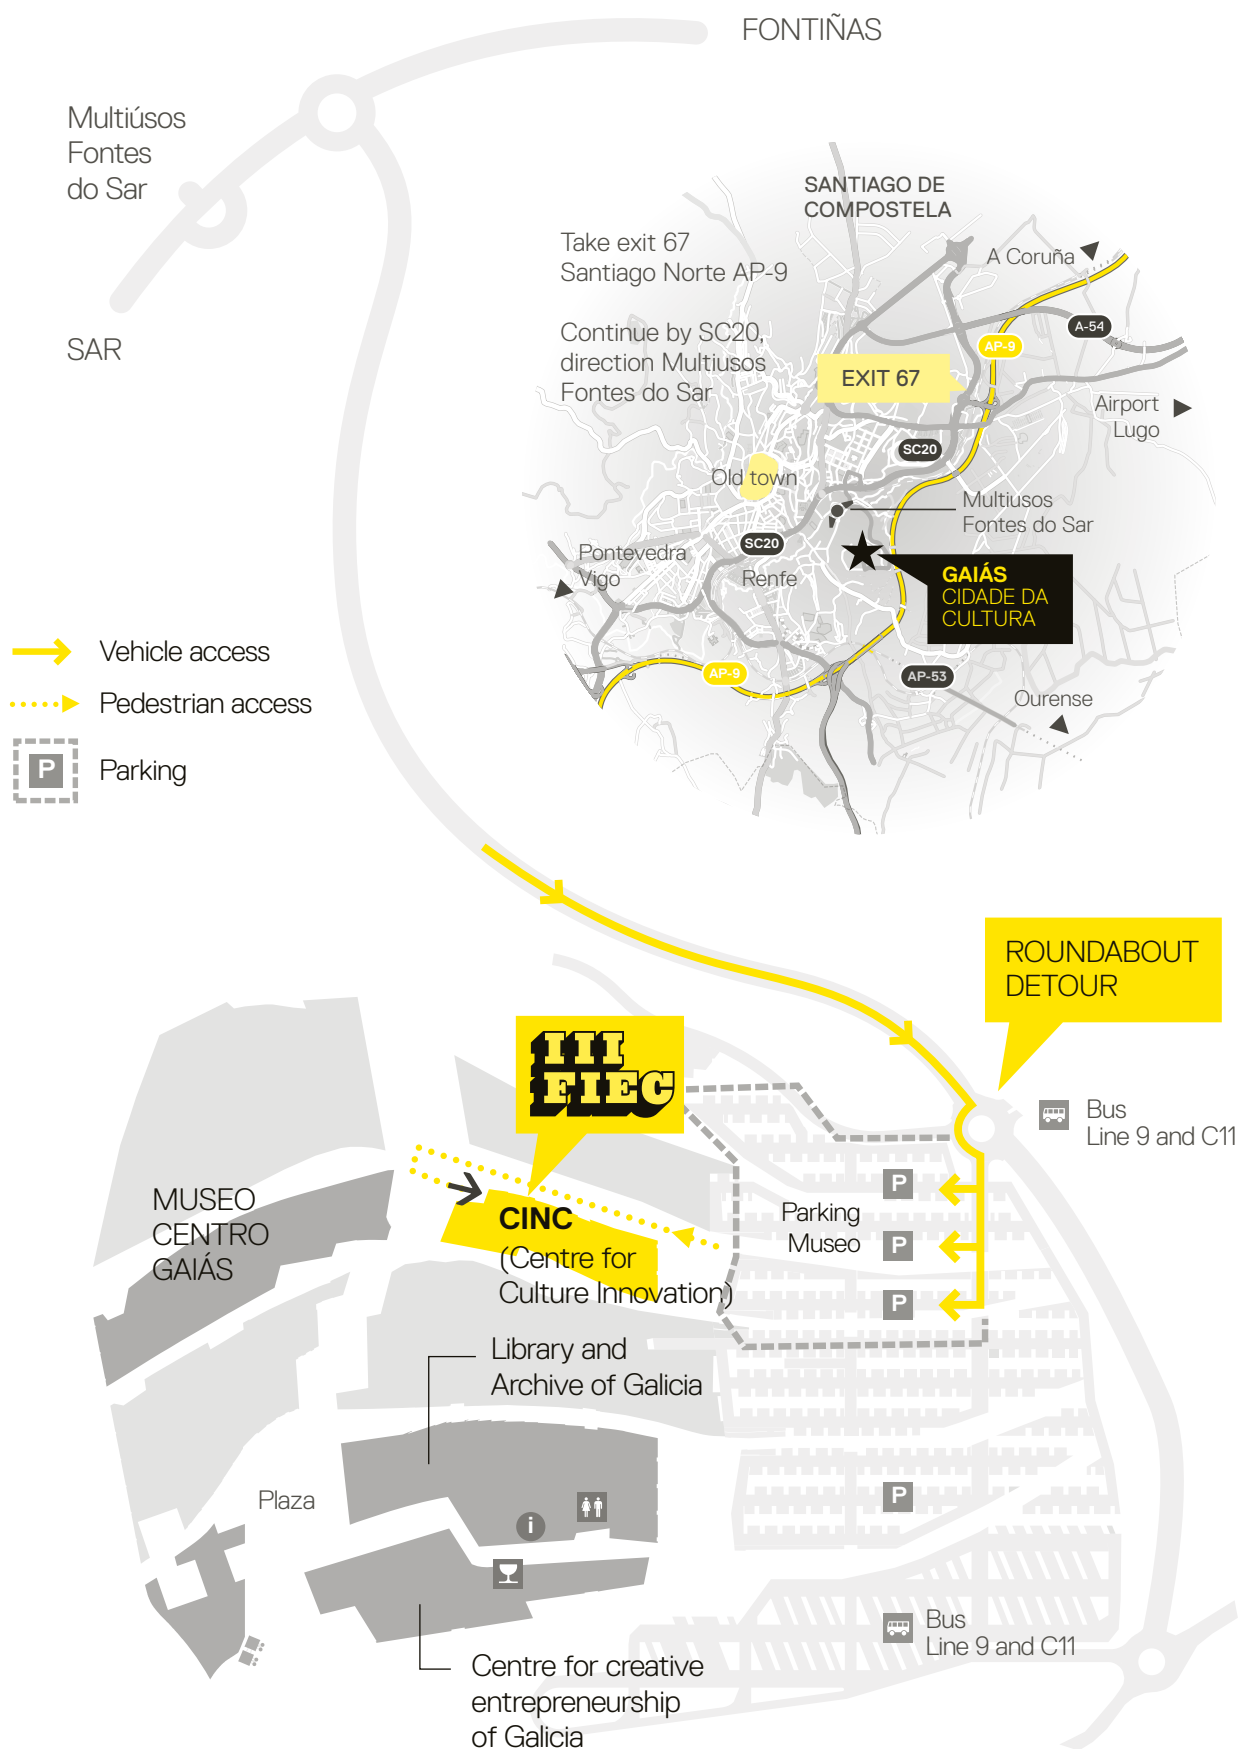 FONTIÑAS
Multiúsos
Fontes
do Sar
SAR
SANTIAGO DE
COMPOSTELA
Take exit 67
Santiago Norte AP-9
Continue by SC20,
direction Multiusos
Fontes do Sar
A Coruña
A-54
AP-9
EXIT 67
Airport
Lugo
SC20
Old town
Multiusos
Fontes do Sar
SC20
Pontevedra
Vigo
Renfe
GAIÁS
CIDADE DA
CULTURA
AP-9
AP-53
Ourense
Vehicle access
Pedestrian access
P
Parking
ROUNDABOUT
DETOUR
III
FIEC
Bus
Line 9 and C11
MUSEO
CENTRO
GAIÁS
CINC
(Centre for
Culture Innovation)
Parking
Museo
P
P
P
Library and
Archive of Galicia
Plaza
i
P
Bus
Line 9 and C11
Centre for creative
entrepreneurship
of Galicia